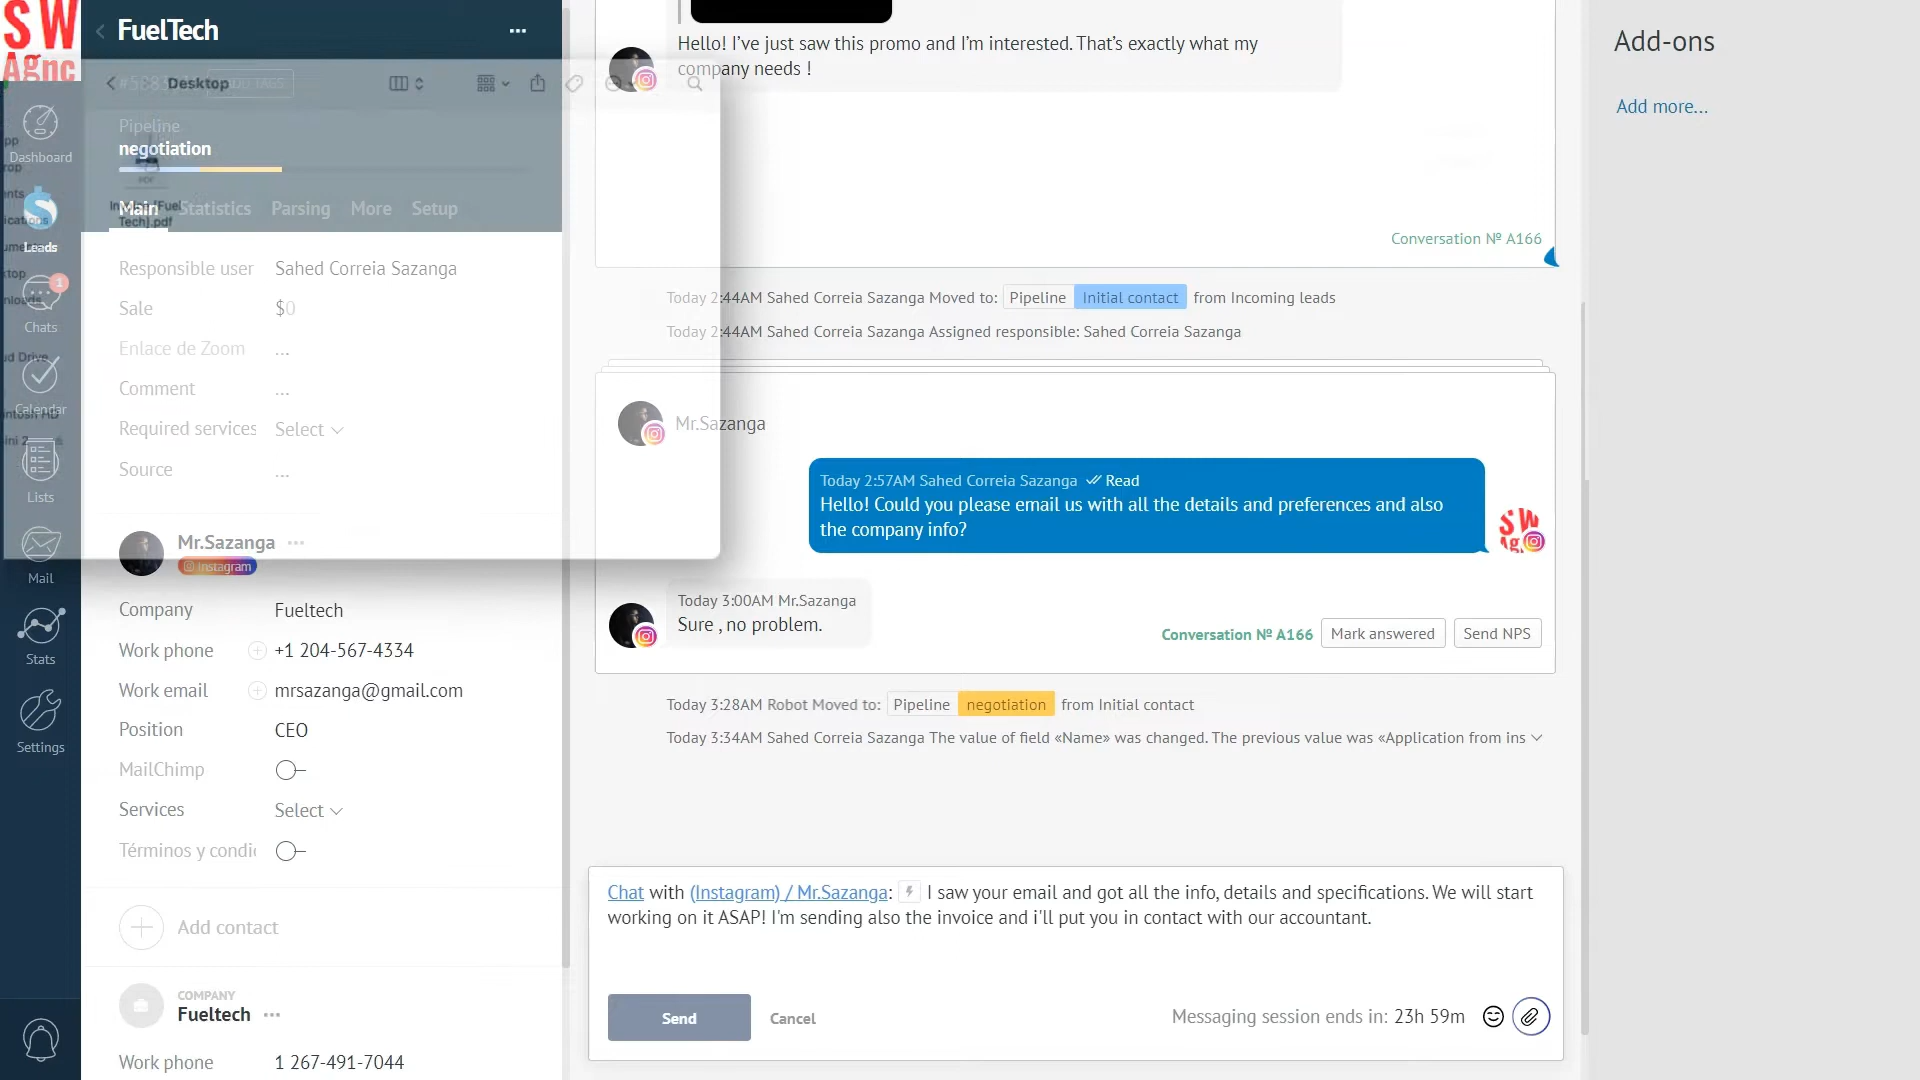 SW
Agnc
FuelTech
Desktop
Pipeline
negotiation
Main
Statistics
Parsing
More
Setup
Dashboard
Leads
1
Chats
Calendar
Lists
Mail
Stats
Settings
Responsible user
Sahed Correia Sazanga
Sale
$0
Enlace de Zoom
...
Comment
...
Required services
Select
Source
...
Mr.Sazanga
Instagram
Company
Fueltech
Work phone
+1 204-567-4334
Work email
mrsazanga@gmail.com
Position
CEO
MailChimp
Services
Select
Términos y condi
Add contact
COMPANY
Fueltech
Work phone
1 267-491-7044
Hello! I've just saw this promo and I'm interested. That's exactly what my
company needs !
Conversation № A166
Today 2:44AM Sahed Correia Sazanga Moved to: Pipeline Initial contact from Incoming leads
Today 2:44AM Sahed Correia Sazanga Assigned responsible: Sahed Correia Sazanga
Mr.Sazanga
Today 2:57AM Sahed Correia Sazanga Read
Hello! Could you please email us with all the details and preferences and also
the company info?
SW
Today 3:00AM Mr.Sazanga
Sure , no problem.
Conversation № A166
Mark answered
Send NPS
Today 3:28AM Robot Moved to: Pipeline negotiation from Initial contact
Today 3:34AM Sahed Correia Sazanga The value of field «Name» was changed. The previous value was «Application from ins
Chat with (Instagram) / Mr.Sazanga: I saw your email and got all the info, details and specifications. We will start
working on it ASAP! I'm sending also the invoice and i'll put you in contact with our accountant.
Send
Cancel
Messaging session ends in: 23h 59m
Add-ons
Add more...